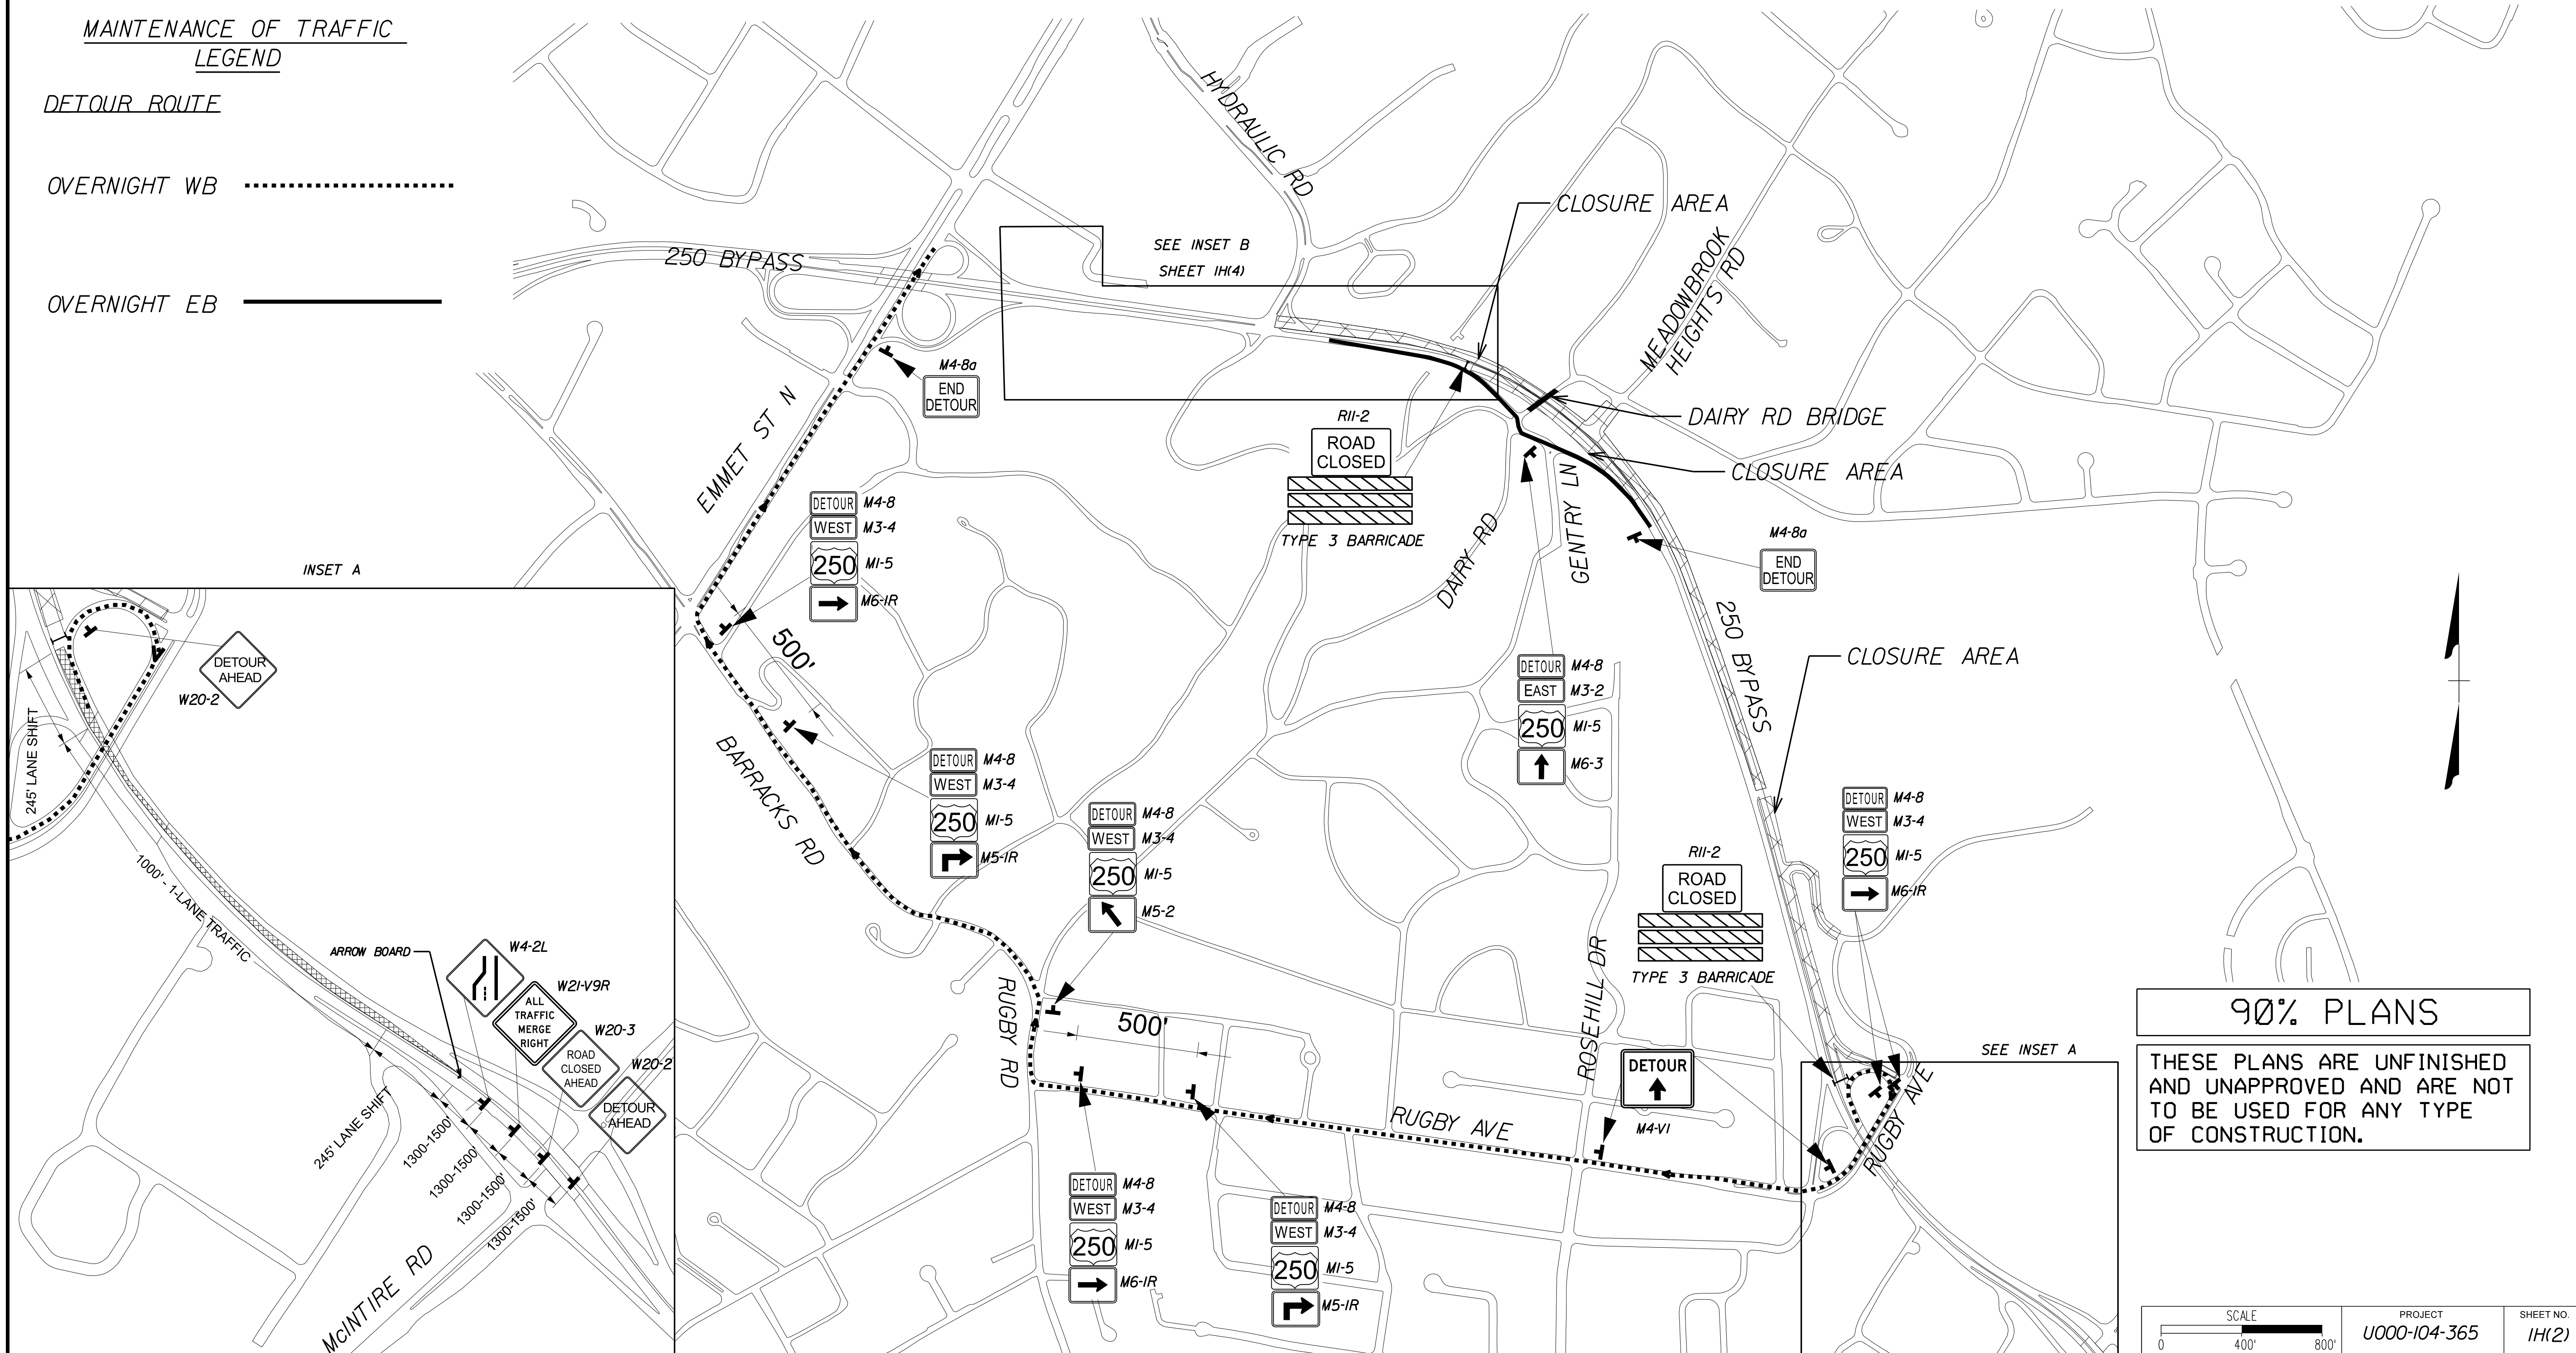 MAINTENANCE OF TRAFFIC
LEGEND
DETOUR ROUTE
OVERNIGHT WB
OVERNIGHT EB
250 BYPASS
HYDRAULIC RD
SEE INSET B
SHEET 1H(4)
CLOSURE AREA
MEADOWBROOK
HEIGHTS RD
DAIRY RD BRIDGE
CLOSURE AREA
M4-8a
END
DETOUR
EMMET ST N
R11-2
ROAD
CLOSED
TYPE 3 BARRICADE
DAIRY RD
GENTRY LN
M4-8a
END
DETOUR
250 BYPASS
CLOSURE AREA
DETOUR M4-8
WEST M3-4
250 M1-5
M6-1R
500'
BARRACKS RD
DETOUR M4-8
WEST M3-4
250 M1-5
M5-1R
DETOUR M4-8
WEST M3-4
250 M1-5
M5-2
DETOUR M4-8
EAST M3-2
250 M1-5
M6-3
DETOUR M4-8
WEST M3-4
250 M1-5
M6-1R
R11-2
ROAD
CLOSED
TYPE 3 BARRICADE
ROSEHILL DR
RUGBY RD
500'
DETOUR
M4-V1
RUGBY AVE
RUGBY AVE
SEE INSET A
DETOUR M4-8
WEST M3-4
250 M1-5
M6-1R
DETOUR M4-8
WEST M3-4
250 M1-5
M5-1R
INSET A
DETOUR
AHEAD
W20-2
245' LANE SHIFT
1000' - 1-LANE TRAFFIC
ARROW BOARD
W4-2L
W21-V9R
ALL
TRAFFIC
MERGE
RIGHT
W20-3
ROAD
CLOSED
AHEAD
W20-2
DETOUR
AHEAD
245' LANE SHIFT
1300-1500'
1300-1500'
1300-1500'
1300-1500'
McINTIRE RD
90% PLANS
THESE PLANS ARE UNFINISHED
AND UNAPPROVED AND ARE NOT
TO BE USED FOR ANY TYPE
OF CONSTRUCTION.
SCALE
0 400' 800'
PROJECT
U000-104-365
SHEET NO.
1H(2)